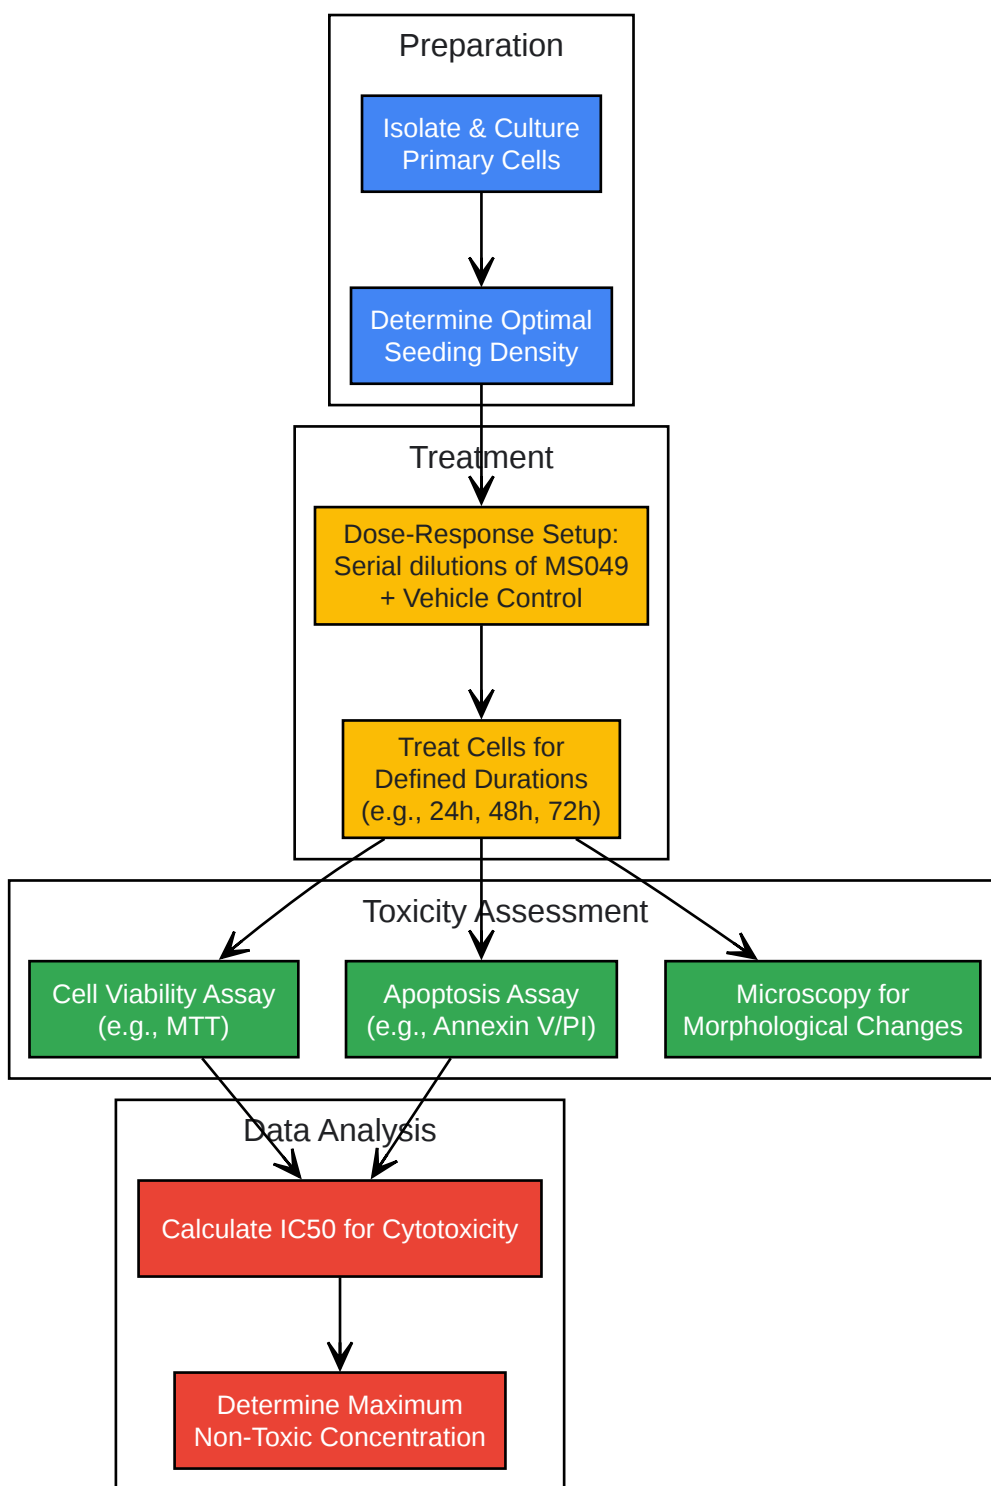 Preparation
Isolate & Culture
Primary Cells
Determine Optimal
Seeding Density
Treatment
Dose-Response Setup:
Serial dilutions of MS049
+ Vehicle Control
Treat Cells for
Defined Durations
(e.g., 24h, 48h, 72h)
Toxicity Assessment
Cell Viability Assay
(e.g., MTT)
Apoptosis Assay
(e.g., Annexin V/PI)
Microscopy for
Morphological Changes
Data Analysis
Calculate IC50 for Cytotoxicity
Determine Maximum
Non-Toxic Concentration